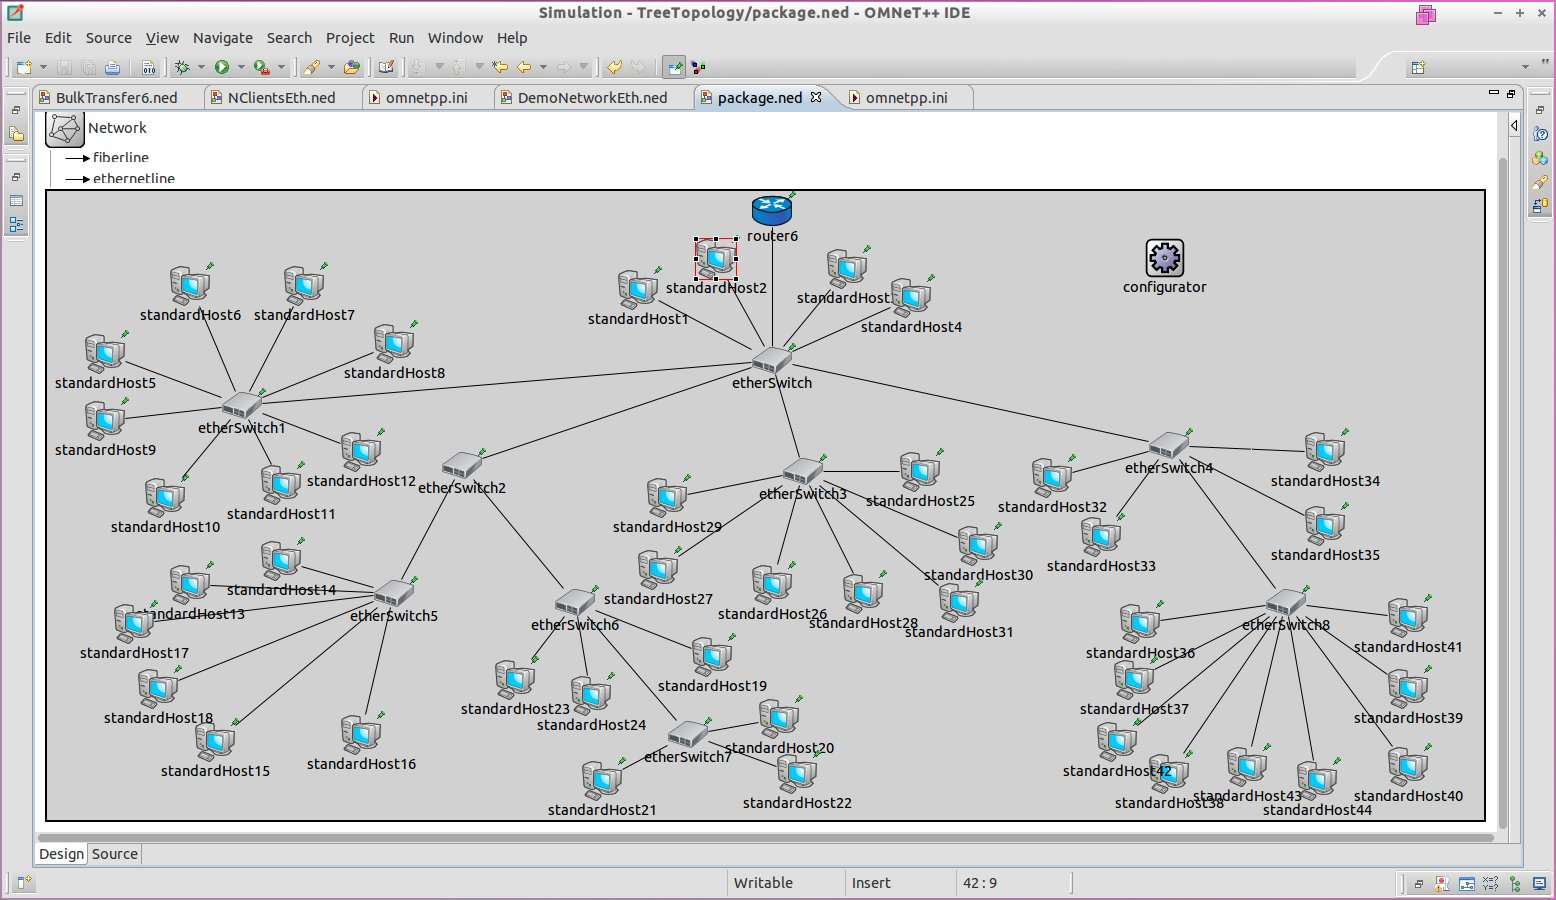 Simulation - TreeTopology/package.ned - OMNeT++ IDE
File Edit Source View Navigate Search Project Run Window Help
BulkTransfer6.ned NClientsEth.ned omnetpp.ini DemoNetworkEth.ned package.ned omnetpp.ini
Network
fiberline
ethernetline
router6
standardHost2
configurator
standardHost
standardHost6
standardHost7
standardHost1
standardHost4
standardHost8
standardHost5
etherSwitch
etherSwitch1
standardHost9
etherSwitch4
standardHost12
standardHost34
etherSwitch2
etherSwitch3
standardHost25
standardHost32
standardHost11
standardHost10
standardHost29
standardHost35
standardHost33
standardHost30
standardHost14
standardHost27
standardHost13
standardHost26
etherSwitch5
standardHost28
etherSwitch6
etherSwitch8
standardHost31
standardHost41
standardHost17
standardHost36
standardHost19
standardHost23
standardHost37
standardHost18
standardHost39
standardHost24
standardHost20
etherSwitch7
standardHost16
standardHost15
standardHost42
standardHost43
standardHost40
standardHost22
standardHost38
standardHost21
standardHost44
Design Source
Writable Insert 42:9